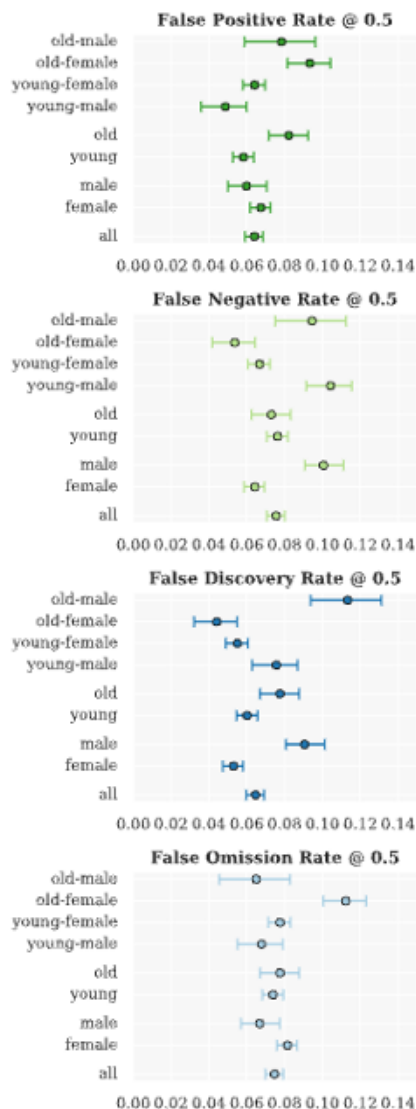 False Positive Rate @ 0.5
old-male
old-female
young-female
young-male
old
young
male
female
all
0.00 0.02 0.04 0.06 0.08 0.10 0.12 0.14
False Negative Rate @ 0.5
old-male
old-female
young-female
young-male
old
young
male
female
all
0.00 0.02 0.04 0.06 0.08 0.10 0.12 0.14
False Discovery Rate @ 0.5
old-male
old-female
young-female
young-male
old
young
male
female
all
0.00 0.02 0.04 0.06 0.08 0.10 0.12 0.14
False Omission Rate @ 0.5
old-male
old-female
young-female
young-male
old
young
male
female
all
0.00 0.02 0.04 0.06 0.08 0.10 0.12 0.14